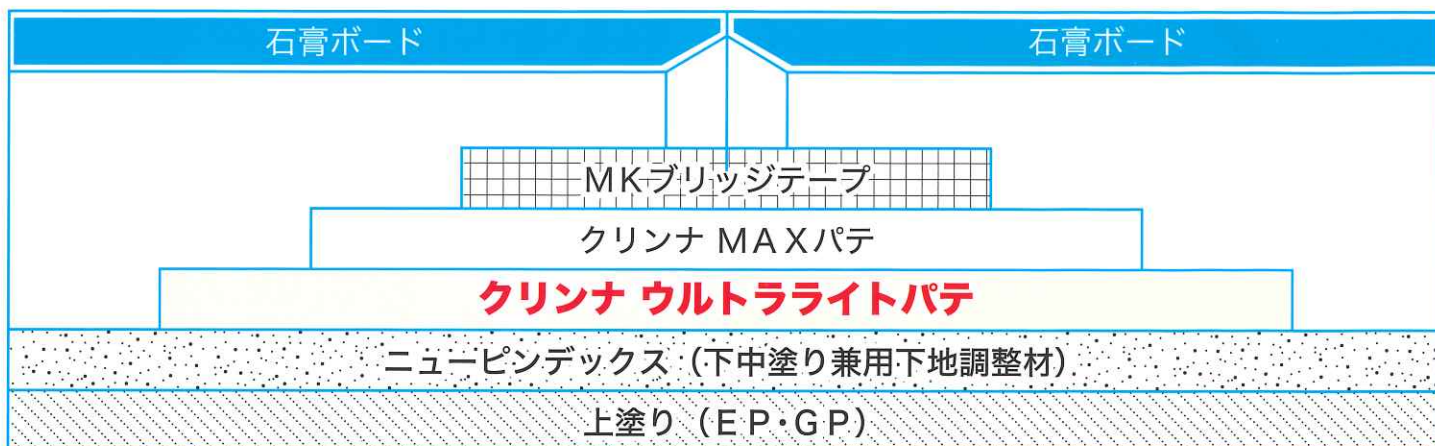 石膏ボード 石膏ボード
MKブリッジテープ
クリンナ MAXパテ
クリンナ ウルトラライトパテ
ニューピンデックス（下中塗り兼用下地調整材）
上塗り（EP・GP）